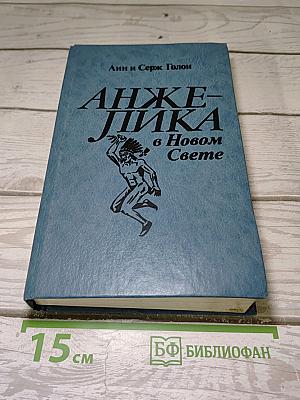 Анн и Серж Голон
АНЖЕ-
ЛИКА
в Новом
Свете
15 см
БФ БИБЛИОФАН